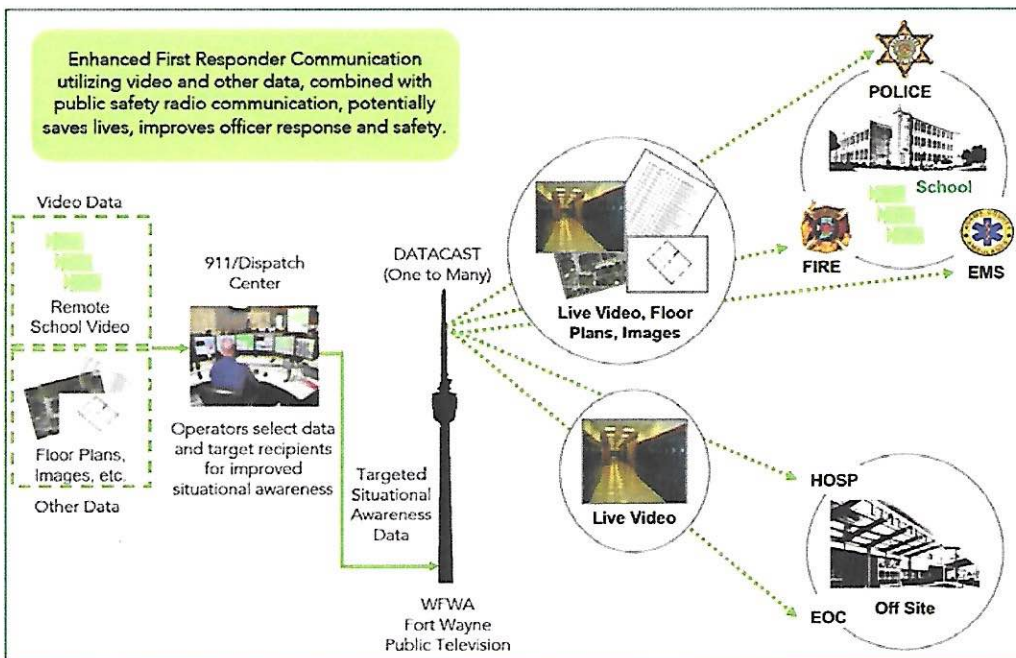 Enhanced First Responder Communication
utilizing video and other data, combined with
public safety radio communication, potentially
saves lives, improves officer response and safety.
Video Data
Remote
School Video
Floor Plans,
Images, etc.
Other Data
911/Dispatch
Center
Operators select data
and target recipients
for improved
situational awareness
DATACAST
(One to Many)
Targeted
Situational
Awareness
Data
WFWA
Fort Wayne
Public Television
Live Video, Floor
Plans, Images
Live Video
POLICE
School
FIRE
EMS
HOSP
Off Site
EOC